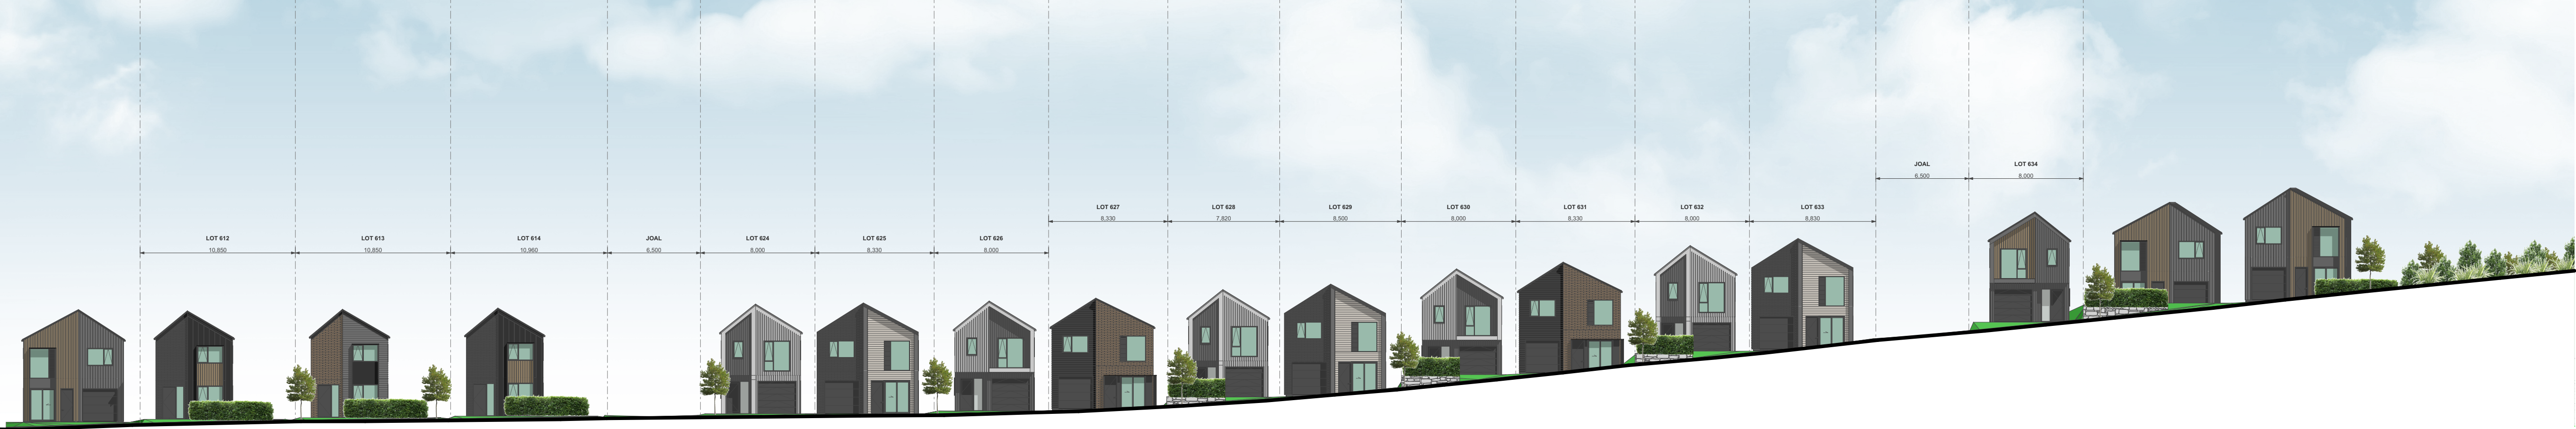 LOT 612
10,850
LOT 613
10,850
LOT 614
10,960
JOAL
6,500
LOT 624
8,000
LOT 625
8,330
LOT 626
8,000
LOT 627
8,330
LOT 628
7,820
LOT 629
8,500
LOT 630
8,000
LOT 631
8,330
LOT 632
8,000
LOT 633
8,830
JOAL
6,500
LOT 634
8,000